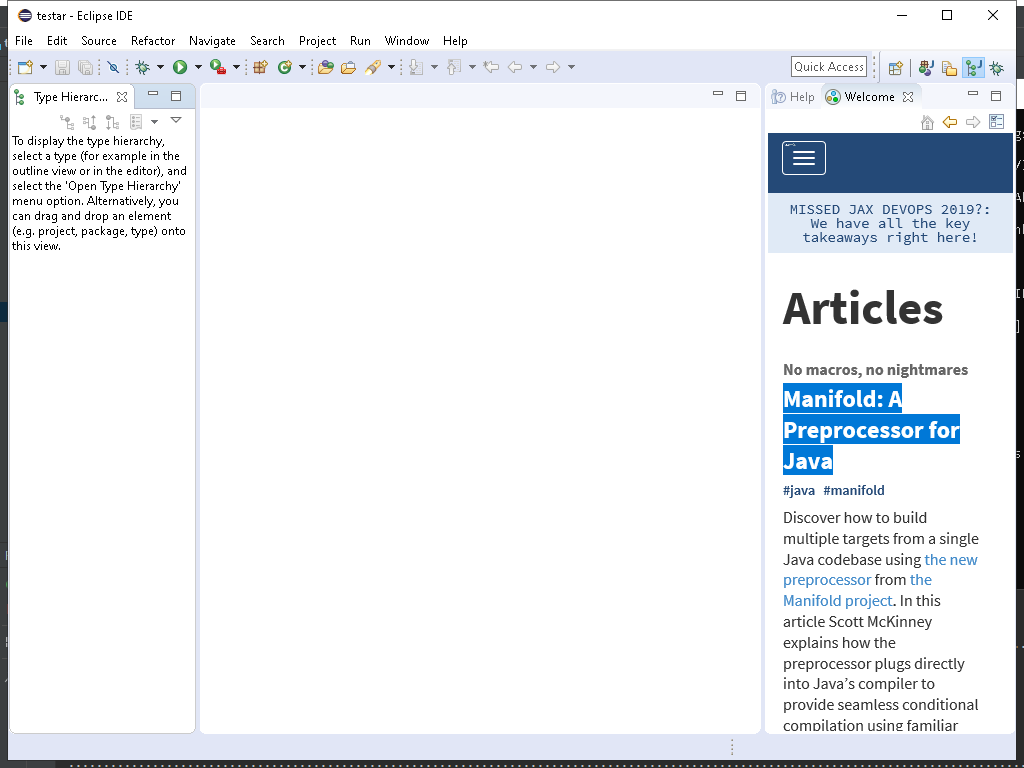 testar - Eclipse IDE
File Edit Source Refactor Navigate Search Project Run Window Help
Quick Access
Type Hierarc...
Help Welcome
To display the type hierarchy,
select a type (for example in the
outline view or in the editor), and
select the 'Open Type Hierarchy'
menu option. Alternatively, you
can drag and drop an element
(e.g. project, package, type) onto
this view.
MISSED JAX DEVOPS 2019?:
We have all the key
takeaways right here!
Articles
No macros, no nightmares
Manifold: A
Preprocessor for
Java
#java #manifold
Discover how to build
multiple targets from a single
Java codebase using the new
preprocessor from the
Manifold project. In this
article Scott McKinney
explains how the
preprocessor plugs directly
into Java’s compiler to
provide seamless conditional
compilation using familiar